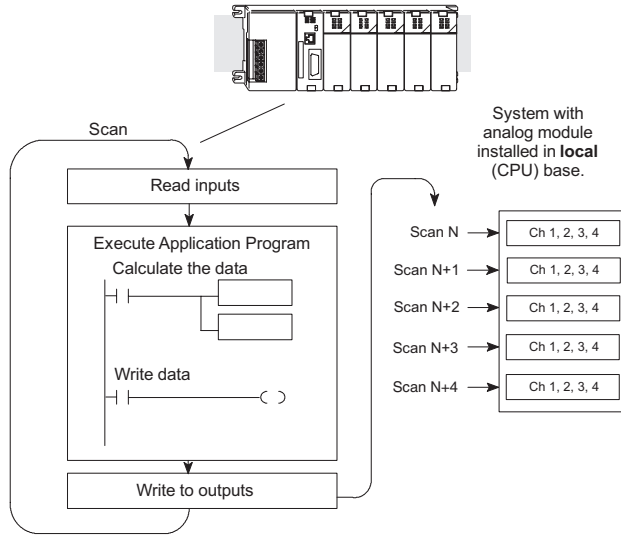 System with
analog module
installed in local
(CPU) base.
Scan
Read inputs
Execute Application Program
Calculate the data
Write data
Write to outputs
Scan N
Ch 1, 2, 3, 4
Scan N+1
Ch 1, 2, 3, 4
Scan N+2
Ch 1, 2, 3, 4
Scan N+3
Ch 1, 2, 3, 4
Scan N+4
Ch 1, 2, 3, 4